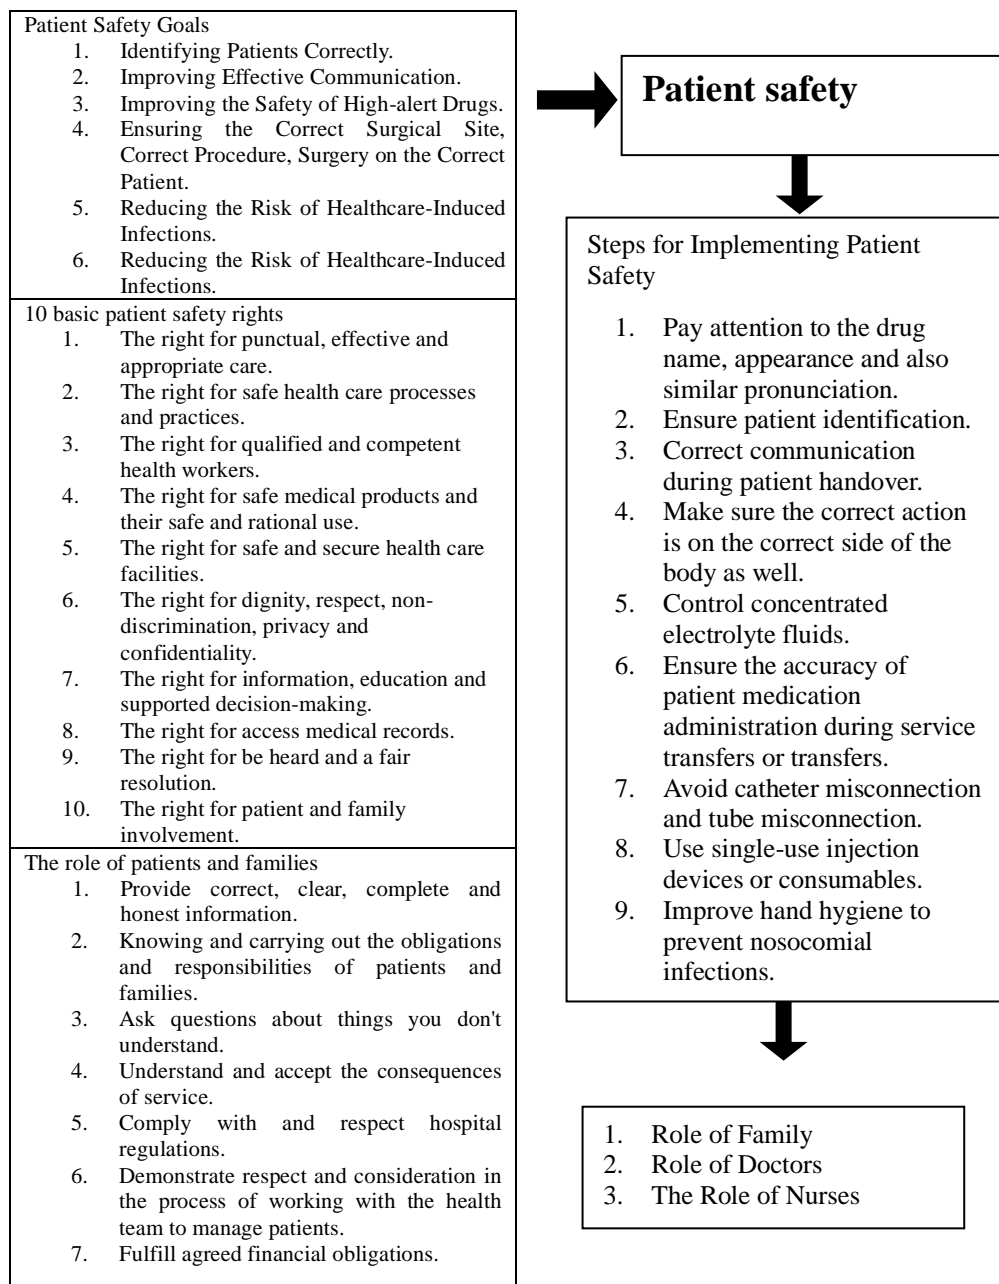 Patient Safety Goals
1. Identifying Patients Correctly.
2. Improving Effective Communication.
3. Improving the Safety of High-alert Drugs.
4. Ensuring the Correct Surgical Site,
Correct Procedure, Surgery on the Correct
Patient.
5. Reducing the Risk of Healthcare-Induced
Infections.
6. Reducing the Risk of Healthcare-Induced
Infections.
10 basic patient safety rights
1. The right for punctual, effective and
appropriate care.
2. The right for safe health care processes
and practices.
3. The right for qualified and competent
health workers.
4. The right for safe medical products and
their safe and rational use.
5. The right for safe and secure health care
facilities.
6. The right for dignity, respect, non-
discrimination, privacy and
confidentiality.
7. The right for information, education and
supported decision-making.
8. The right for access medical records.
9. The right for be heard and a fair
resolution.
10. The right for patient and family
involvement.
The role of patients and families
1. Provide correct, clear, complete and
honest information.
2. Knowing and carrying out the obligations
and responsibilities of patients and
families.
3. Ask questions about things you don't
understand.
4. Understand and accept the consequences
of service.
5. Comply with and respect hospital
regulations.
6. Demonstrate respect and consideration in
the process of working with the health
team to manage patients.
7. Fulfill agreed financial obligations.
Patient safety
Steps for Implementing Patient
Safety
1. Pay attention to the drug
name, appearance and also
similar pronunciation.
2. Ensure patient identification.
3. Correct communication
during patient handover.
4. Make sure the correct action
is on the correct side of the
body as well.
5. Control concentrated
electrolyte fluids.
6. Ensure the accuracy of
patient medication
administration during service
transfers or transfers.
7. Avoid catheter misconnection
and tube misconnection.
8. Use single-use injection
devices or consumables.
9. Improve hand hygiene to
prevent nosocomial
infections.
1. Role of Family
2. Role of Doctors
3. The Role of Nurses